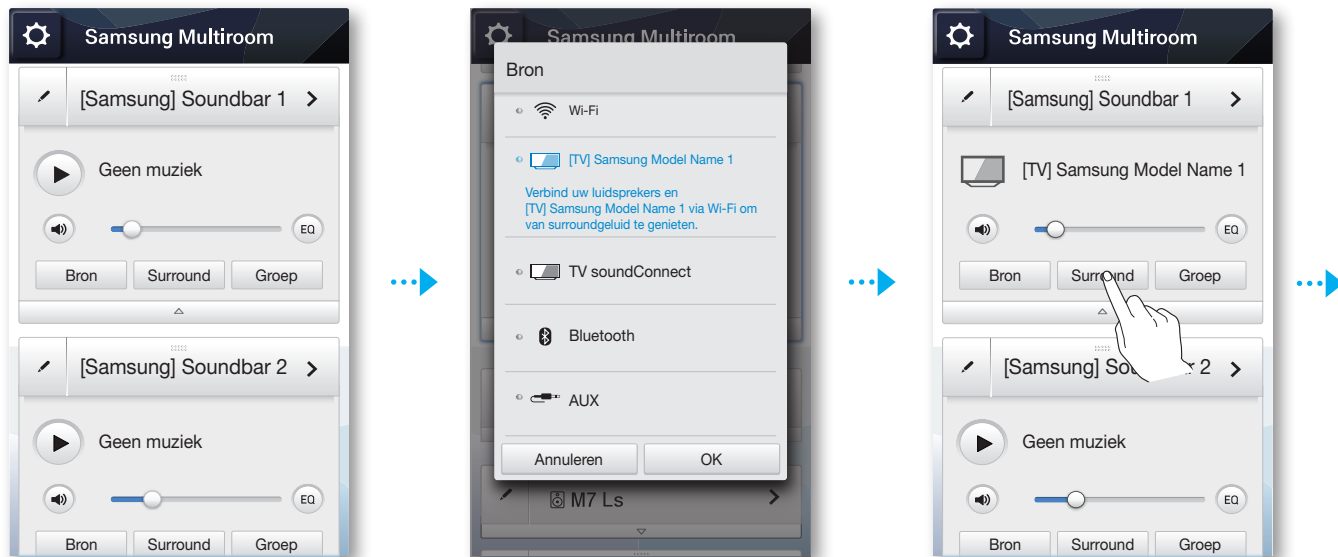 Samsung Multiroom
[Samsung] Soundbar 1
Geen muziek
EQ
Bron Surround Groep
[Samsung] Soundbar 2
Geen muziek
EQ
Bron Surround Groep
Samsung Multiroom
Bron
Wi-Fi
[TV] Samsung Model Name 1
Verbind uw luidsprekers en
[TV] Samsung Model Name 1 via Wi-Fi om
van surroundgeluid te genieten.
TV soundConnect
Bluetooth
AUX
Annuleren OK
M7 Ls
Samsung Multiroom
[Samsung] Soundbar 1
[TV] Samsung Model Name 1
EQ
Bron Surround Groep
[Samsung] Soundbar 2
Geen muziek
EQ
Bron Surround Groep